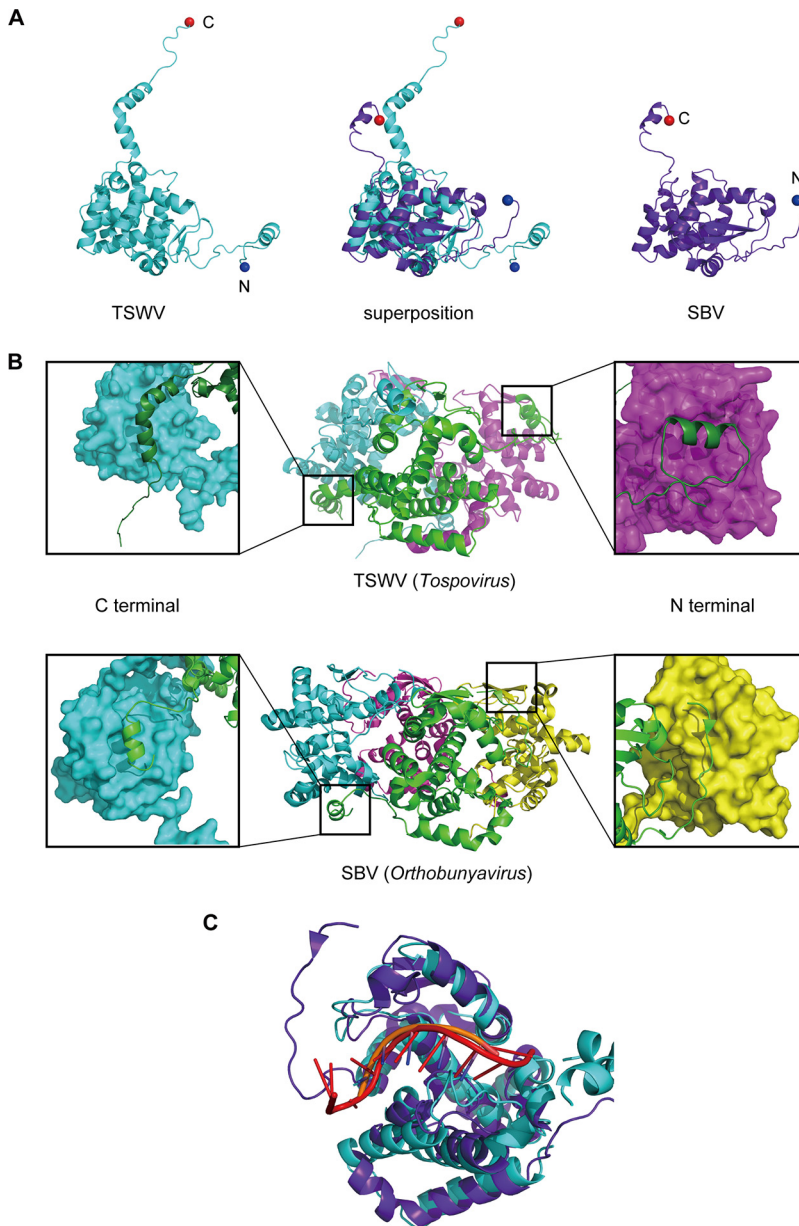 A
C
C
N
N
TSWV
superposition
SBV
B
TSWV (Tospovirus)
C terminal
N terminal
SBV (Orthobunyavirus)
C